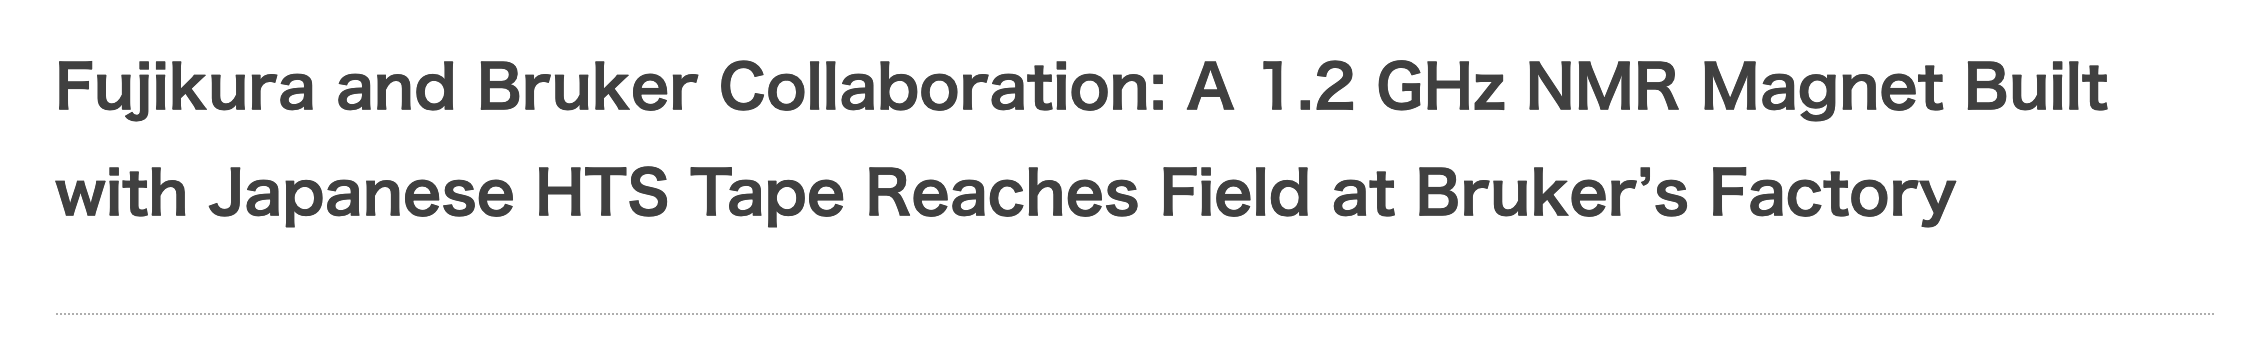 Fujikura and Bruker Collaboration: A 1.2 GHz NMR Magnet Built
with Japanese HTS Tape Reaches Field at Bruker’s Factory